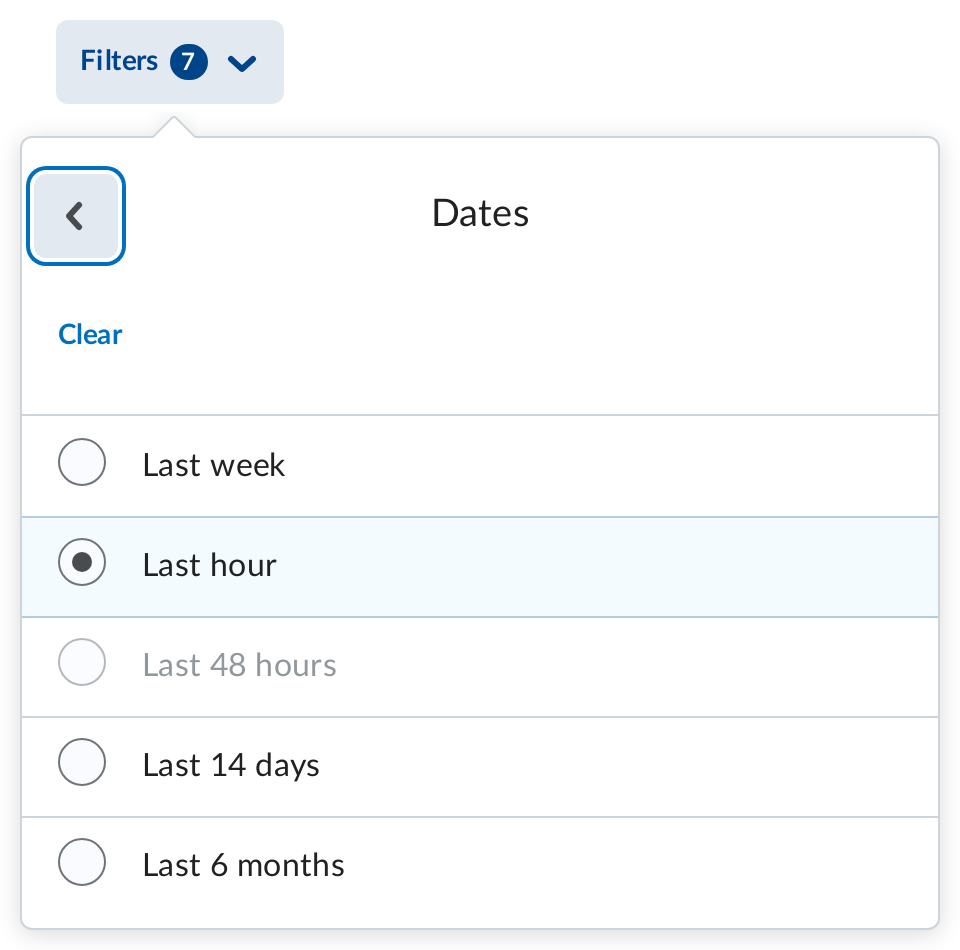 Filters 7
Dates
Clear
Last week
Last hour
Last 48 hours
Last 14 days
Last 6 months